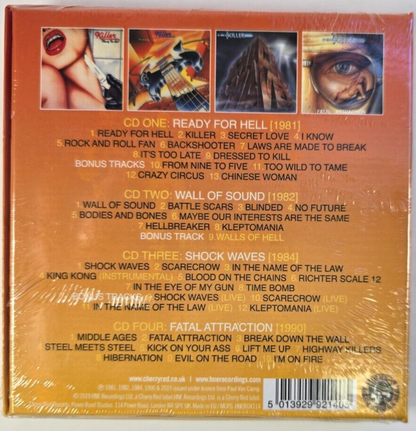 Killer
KILLER
CD ONE: READY FOR HELL [1981]
1 READY FOR HELL 2 KILLER 3 SECRET LOVE 4 I KNOW
5 ROCK AND ROLL FAN 6 BACKSHOOTER 7 LAWS ARE MADE TO BREAK
8 IT'S TOO LATE 9 DRESSED TO KILL
BONUS TRACKS 10 FROM NINE TO FIVE 11 TOO WILD TO TAME
12 CRAZY CIRCUS 13 CHINESE WOMAN
CD TWO: WALL OF SOUND [1982]
1 WALL OF SOUND 2 BATTLE SCARS 3 BLINDED 4 NO FUTURE
5 BODIES AND BONES 6 MAYBE OUR INTERESTS ARE THE SAME
7 HELLBREAKER 8 KLEPTOMANIA
BONUS TRACK 9 WALLS OF HELL
CD THREE: SHOCK WAVES [1984]
1 SHOCK WAVES 2 SCARECROW 3 IN THE NAME OF THE LAW
4 KING KONG (INSTRUMENTAL) 5 BLOOD ON THE CHAINS 6 RICHTER SCALE 12
7 IN THE EYE OF MY GUN 8 TIME BOMB
BONUS TRACKS SHOCK WAVES (LIVE) 10 SCARECROW (LIVE)
11 IN THE NAME OF THE LAW (LIVE) 12 KLEPTOMANIA (LIVE)
CD FOUR: FATAL ATTRACTION [1990]
MIDDLE AGES 2 FATAL ATTRACTION 3 BREAK DOWN THE WALL
STEEL MEETS STEEL KICK ON YOUR ASS LIFT ME UP HIGHWAY KILLERS
HIBERNATION EVIL ON THE ROAD I'M ON FIRE
www.cherryred.co.uk | www.hnerecordings.com
5 013929 921405